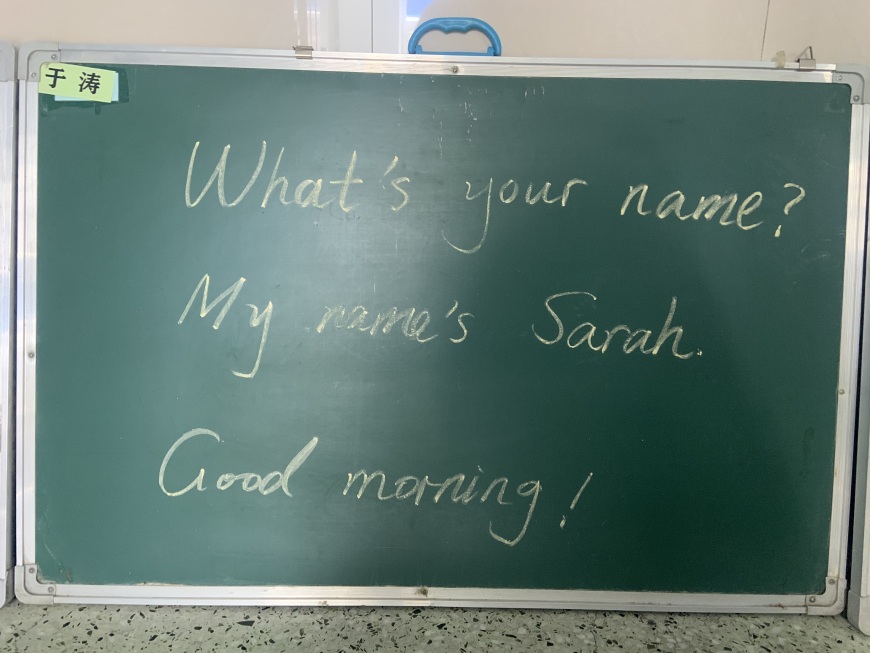 于涛
What's your name?
My name's Sarah.
Good morning!